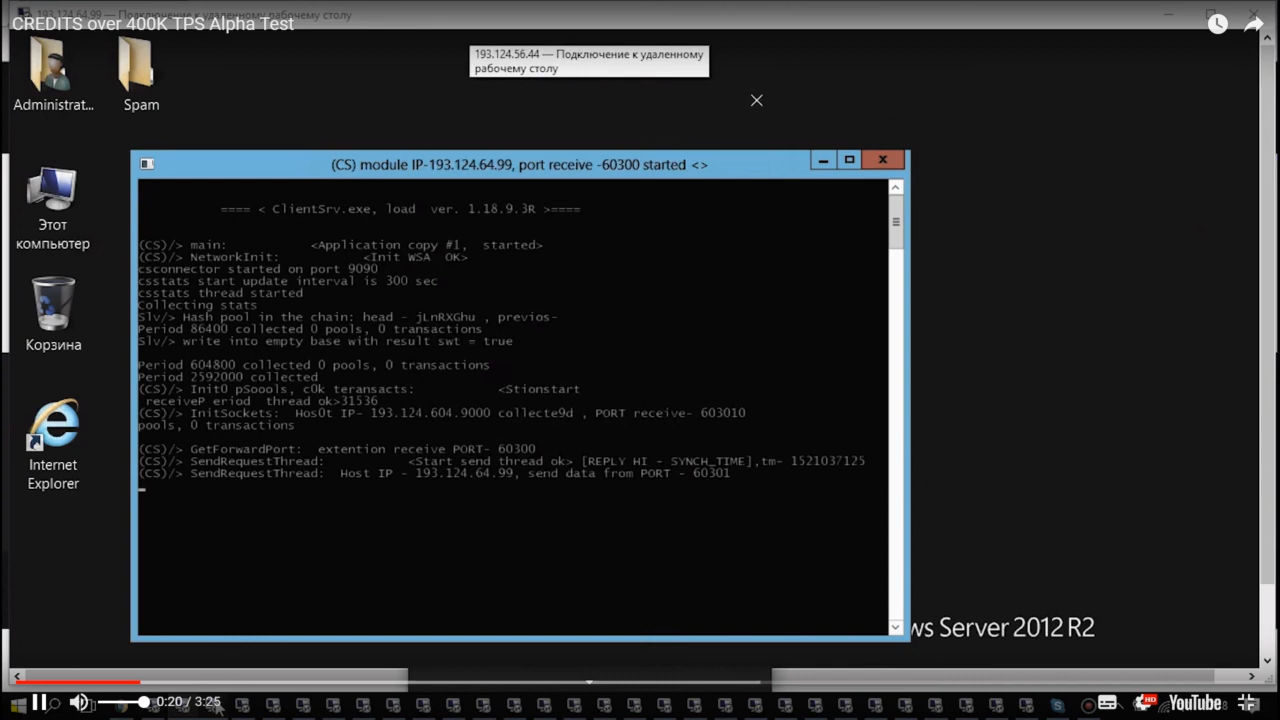 CREDITS over 400K TPS Alpha Test
193.124.56.44 — Подключение к удаленному
рабочему столу
Administrat...
Spam
Этот
компьютер
Корзина
Internet
Explorer
(CS) module IP-193.124.64.99, port receive -60300 started <>
==== < ClientSrv.exe, load ver. 1.18.9.3R >====
(CS)/> main: <Application copy #1, started>
(CS)/> NetworkInit: <Init WSA OK>
csconnector started on port 9090
csstats start update interval is 300 sec
csstats thread started
Collecting stats
Slv/> Hash pool in the chain: head - jLnRXGhu , previos-
Period 86400 collected 0 pools, 0 transactions
Slv/> write into empty base with result swt = true
Period 604800 collected 0 pools, 0 transactions
Period 2592000 collected
(CS)/> Init0 pSoools, c0k teransacts: <Stionstart
receiveP eriod thread ok>31536
(CS)/> InitSockets: Hos0t IP- 193.124.604.9000 collecte9d , PORT receive- 603010
pools, 0 transactions
(CS)/> GetForwardPort: extention receive PORT- 60300
(CS)/> SendRequestThread: <Start send thread ok> [REPLY HI - SYNCH_TIME],tm- 1521037125
(CS)/> SendRequestThread: Host IP - 193.124.64.99, send data from PORT - 60301
ws Server 2012 R2
0:20 / 3:25
HD
YouTube